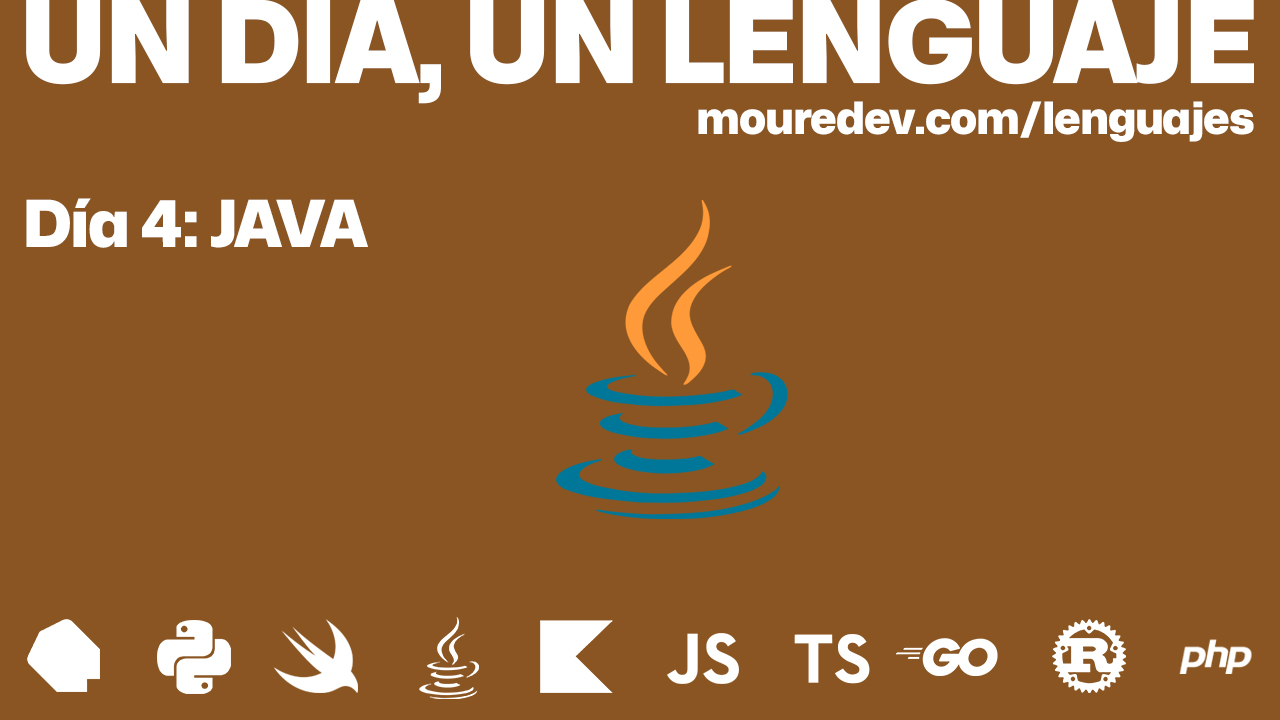 UN DÍA, UN LENGUAJE
mouredev.com/lenguajes
Día 4: JAVA
JS TS GO R php